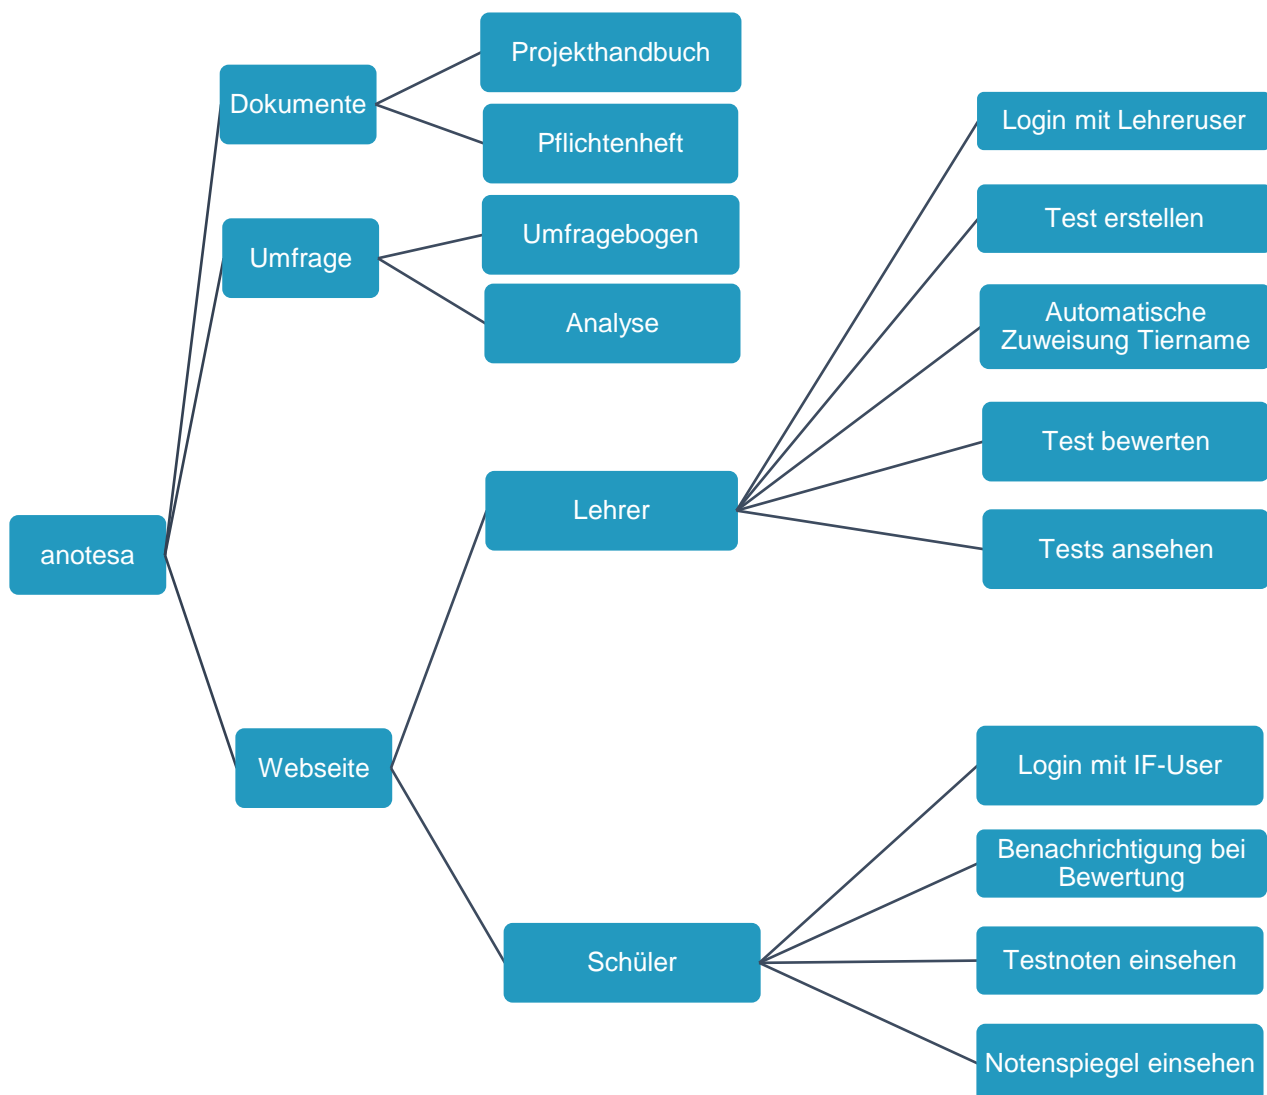 anotesa
Dokumente
Projekthandbuch
Pflichtenheft
Umfrage
Umfragebogen
Analyse
Webseite
Lehrer
Login mit Lehreruser
Test erstellen
Automatische
Zuweisung Tiername
Test bewerten
Tests ansehen
Schüler
Login mit IF-User
Benachrichtigung bei
Bewertung
Testnoten einsehen
Notenspiegel einsehen